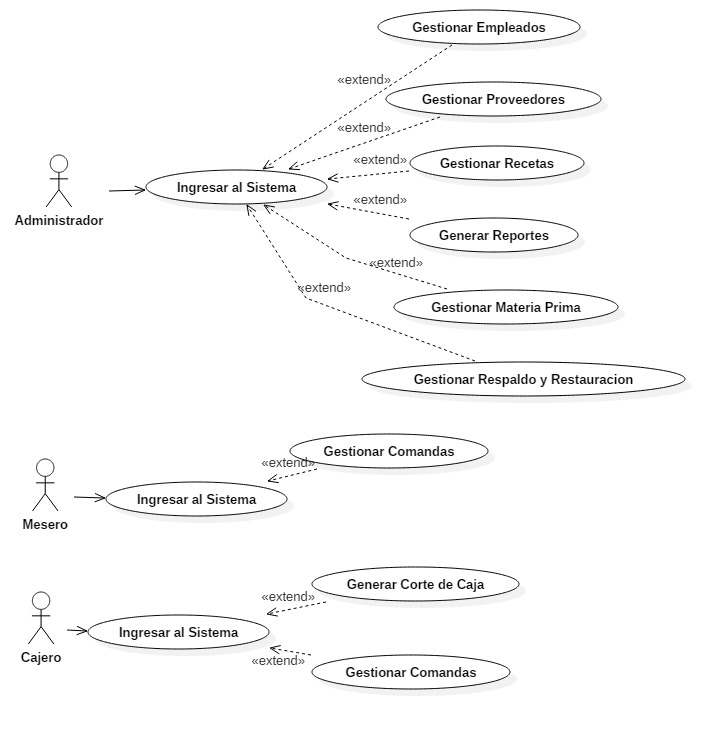 Gestionar Empleados
«extend»
Gestionar Proveedores
«extend»
«extend»
Gestionar Recetas
Ingresar al Sistema
Administrador
«extend»
Generar Reportes
«extend»
«extend»
Gestionar Materia Prima
Gestionar Respaldo y Restauracion
Gestionar Comandas
«extend»
Ingresar al Sistema
Mesero
Generar Corte de Caja
«extend»
Ingresar al Sistema
Cajero
«extend»
Gestionar Comandas